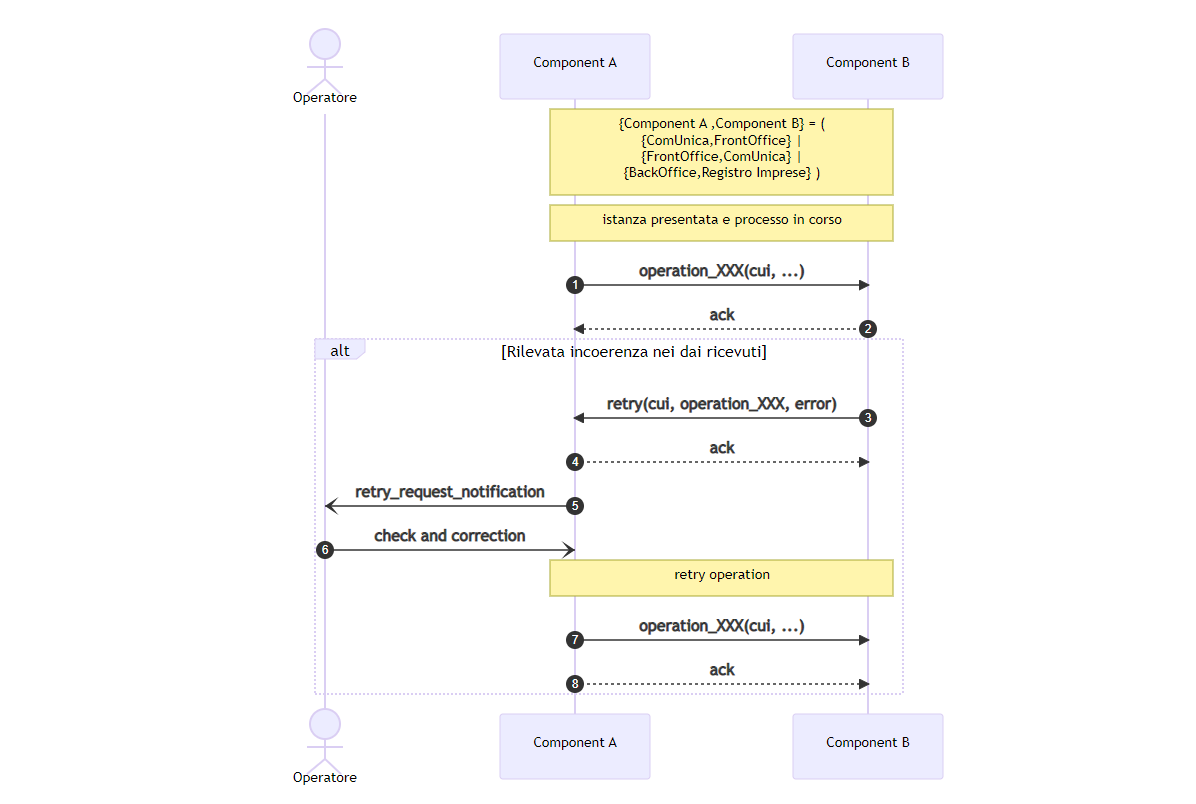 Operatore
Component A
Component B
{Component A ,Component B} = (
{ComUnica,FrontOffice} |
{FrontOffice,ComUnica} |
{BackOffice,Registro Imprese} )
istanza presentata e processo in corso
operation_XXX(cui, ...)
1
ack
2
alt
[Rilevata incoerenza nei dai ricevuti]
retry(cui, operation_XXX, error)
3
ack
4
retry_request_notification
5
check and correction
6
retry operation
operation_XXX(cui, ...)
7
ack
8
Component A
Component B
Operatore